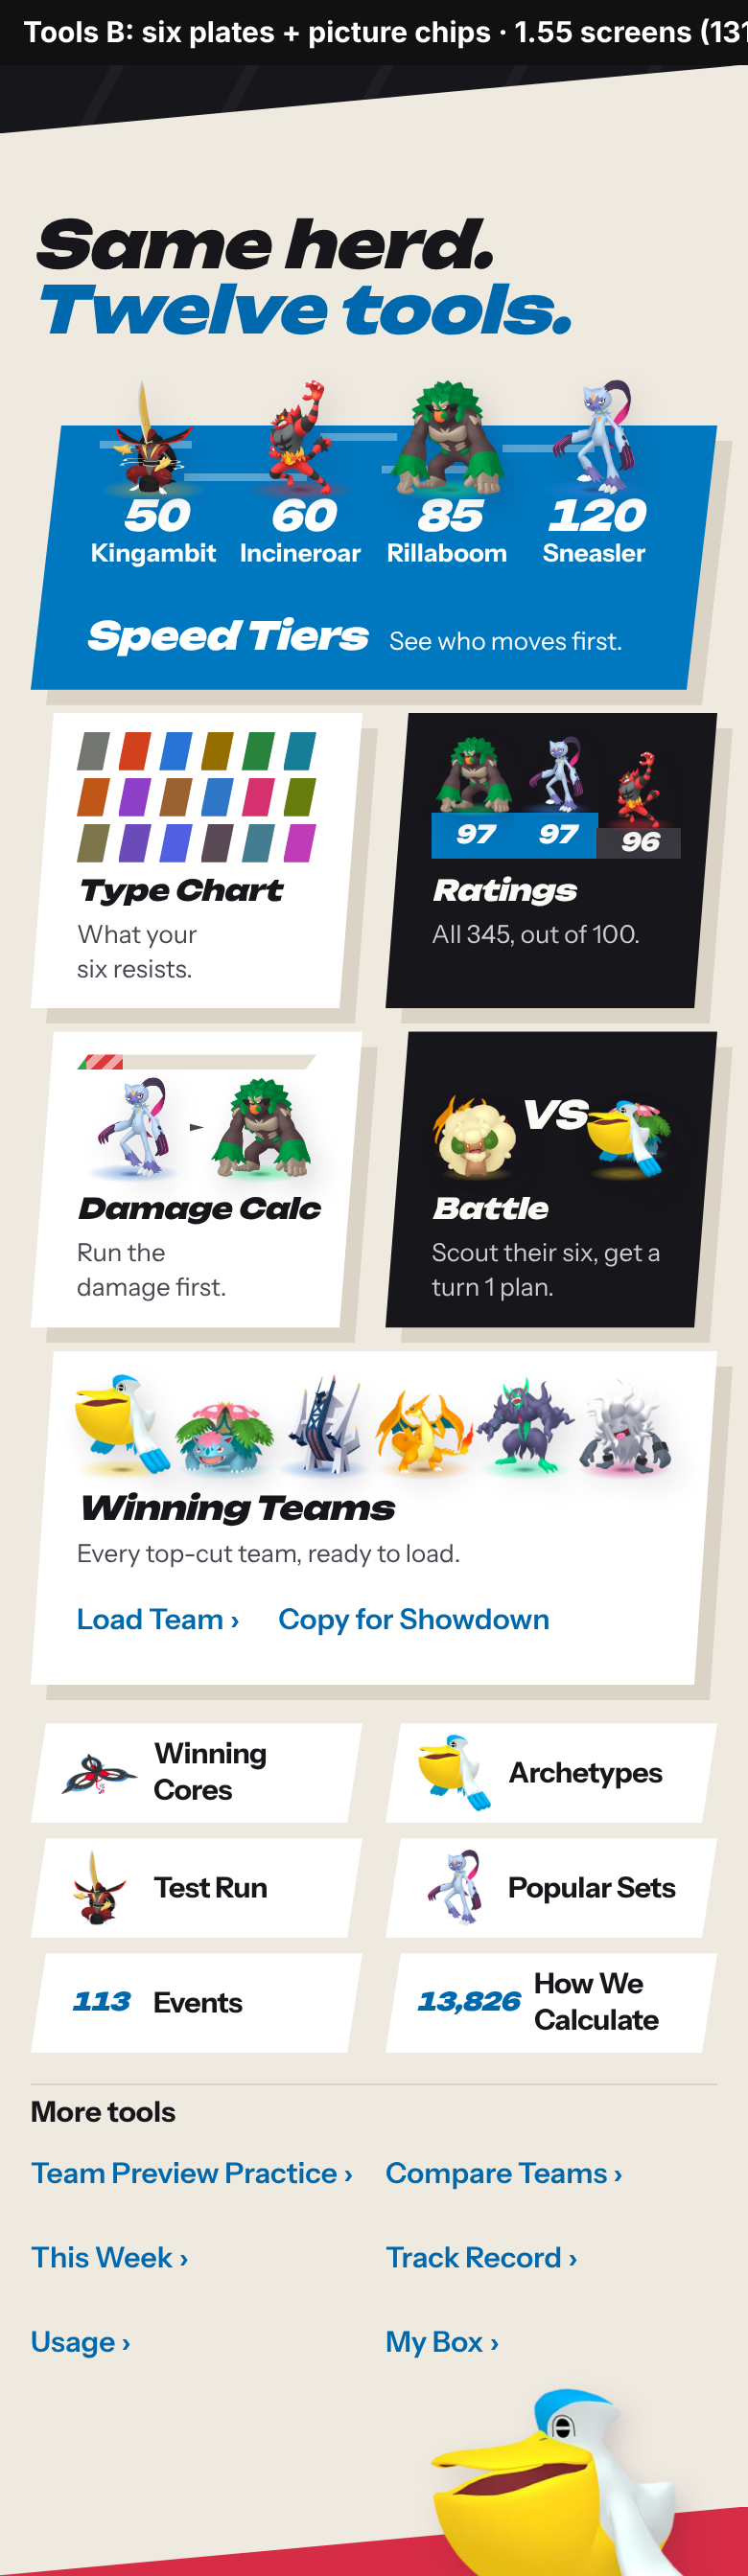 Tools B: six plates + picture chips · 1.55 screens (131
Same herd.
Twelve tools.
50 60 85 120
Kingambit Incineroar Rillaboom Sneasler
Speed Tiers See who moves first.
97 97 96
Type Chart
What your
six resists.
Ratings
All 345, out of 100.
VS
Damage Calc
Run the
damage first.
Battle
Scout their six, get a
turn 1 plan.
Winning Teams
Every top-cut team, ready to load.
Load Team › Copy for Showdown
Winning
Cores
Archetypes
Test Run
Popular Sets
113 Events
13,826 How We
Calculate
More tools
Team Preview Practice › Compare Teams ›
This Week › Track Record ›
Usage › My Box ›